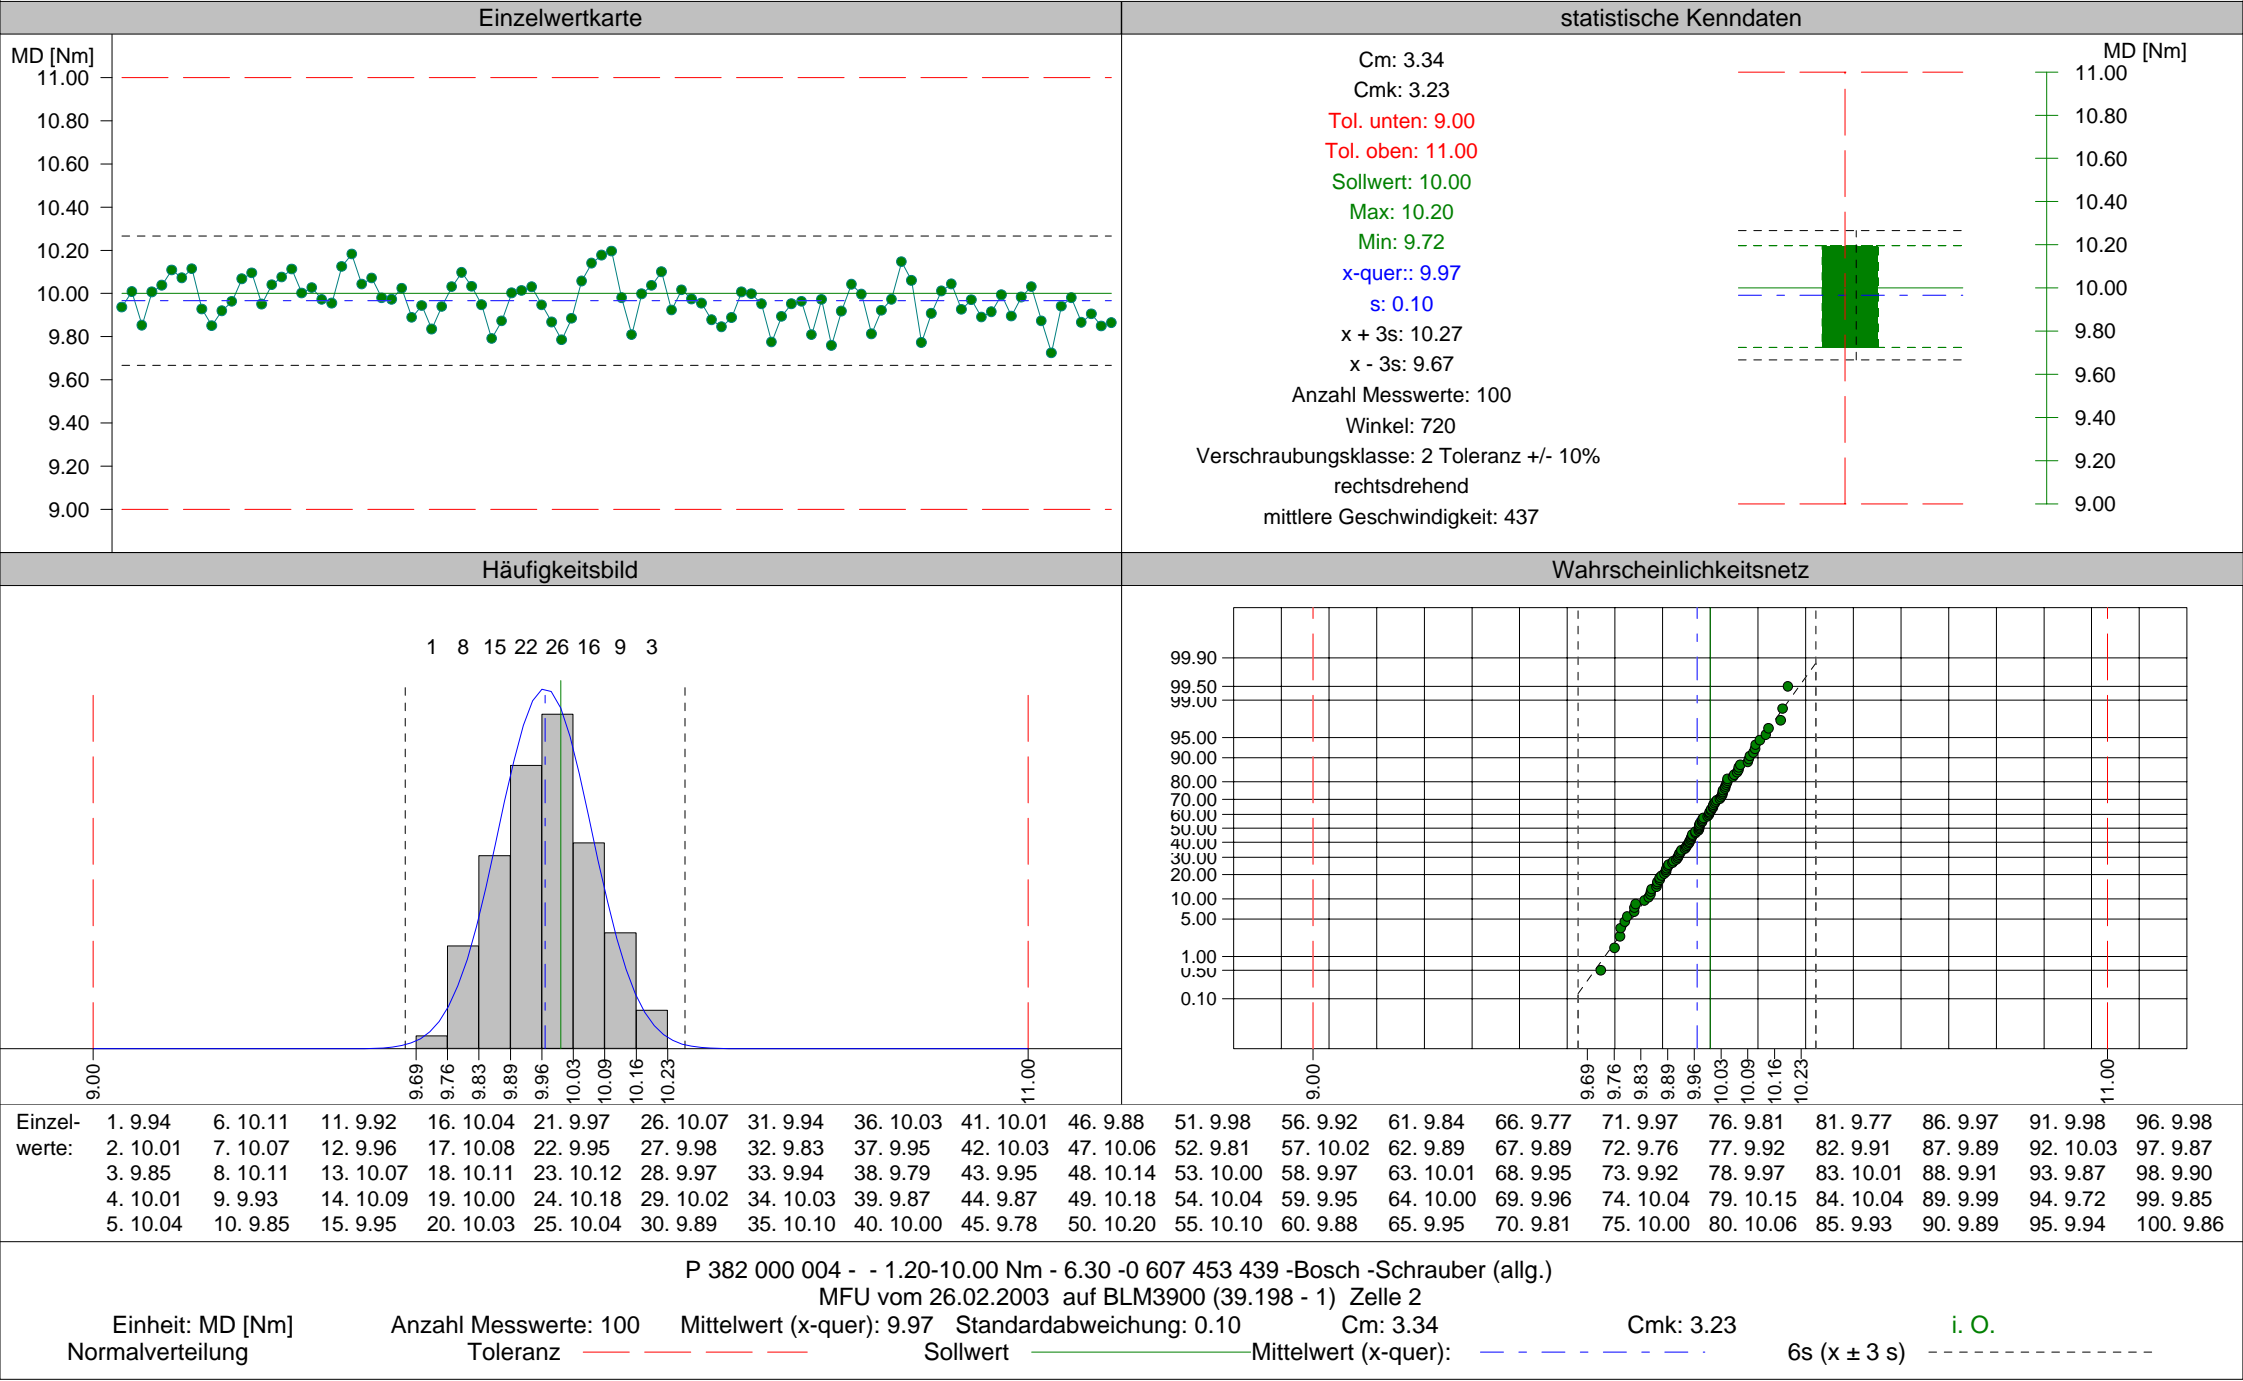 Einzelwertkarte
MD [Nm]
11.00
10.80
10.60
10.40
10.20
10.00
9.80
9.60
9.40
9.20
9.00
statistische Kenndaten
Cm: 3.34
Cmk: 3.23
Tol. unten: 9.00
Tol. oben: 11.00
Sollwert: 10.00
Max: 10.20
Min: 9.72
x-quer:: 9.97
s: 0.10
x + 3s: 10.27
x - 3s: 9.67
Anzahl Messwerte: 100
Winkel: 720
Verschraubungsklasse: 2 Toleranz +/- 10%
rechtsdrehend
mittlere Geschwindigkeit: 437
MD [Nm]
11.00
10.80
10.60
10.40
10.20
10.00
9.80
9.60
9.40
9.20
9.00
Häufigkeitsbild
1 8 15 22 26 16 9 3
9.00 9.69 9.76 9.83 9.89 9.96 10.03 10.09 10.16 10.23 11.00
Wahrscheinlichkeitsnetz
99.90
99.50
99.00
95.00
90.00
80.00
70.00
60.00
50.00
40.00
30.00
20.00
10.00
5.00
1.00
0.50
0.10
9.00 9.69 9.76 9.83 9.89 9.96 10.03 10.09 10.16 10.23 11.00
Einzel- 1. 9.94 6. 10.11 11. 9.92 16. 10.04 21. 9.97 26. 10.07 31. 9.94 36. 10.03 41. 10.01 46. 9.88 51. 9.98 56. 9.92 61. 9.84 66. 9.77 71. 9.97 76. 9.81 81. 9.77 86. 9.97 91. 9.98 96. 9.98
werte: 2. 10.01 7. 10.07 12. 9.96 17. 10.08 22. 9.95 27. 9.98 32. 9.83 37. 9.95 42. 10.03 47. 10.06 52. 9.81 57. 10.02 62. 9.89 67. 9.89 72. 9.76 77. 9.92 82. 9.91 87. 9.89 92. 10.03 97. 9.87
3. 9.85 8. 10.11 13. 10.07 18. 10.11 23. 10.12 28. 9.97 33. 9.94 38. 9.79 43. 9.95 48. 10.14 53. 10.00 58. 9.97 63. 10.01 68. 9.95 73. 9.92 78. 9.97 83. 10.01 88. 9.91 93. 9.87 98. 9.90
4. 10.01 9. 9.93 14. 10.09 19. 10.00 24. 10.18 29. 10.02 34. 10.03 39. 9.87 44. 9.87 49. 10.18 54. 10.04 59. 9.95 64. 10.00 69. 9.96 74. 10.04 79. 10.15 84. 10.04 89. 9.99 94. 9.72 99. 9.85
5. 10.04 10. 9.85 15. 9.95 20. 10.03 25. 10.04 30. 9.89 35. 10.10 40. 10.00 45. 9.78 50. 10.20 55. 10.10 60. 9.88 65. 9.95 70. 9.81 75. 10.00 80. 10.06 85. 9.93 90. 9.89 95. 9.94 100. 9.86
P 382 000 004 - - 1.20-10.00 Nm - 6.30 -0 607 453 439 -Bosch -Schrauber (allg.)
MFU vom 26.02.2003 auf BLM3900 (39.198 - 1) Zelle 2
Einheit: MD [Nm] Anzahl Messwerte: 100 Mittelwert (x-quer): 9.97 Standardabweichung: 0.10 Cm: 3.34 Cmk: 3.23 i. O.
Normalverteilung Toleranz Sollwert Mittelwert (x-quer): 6s (x ± 3 s)